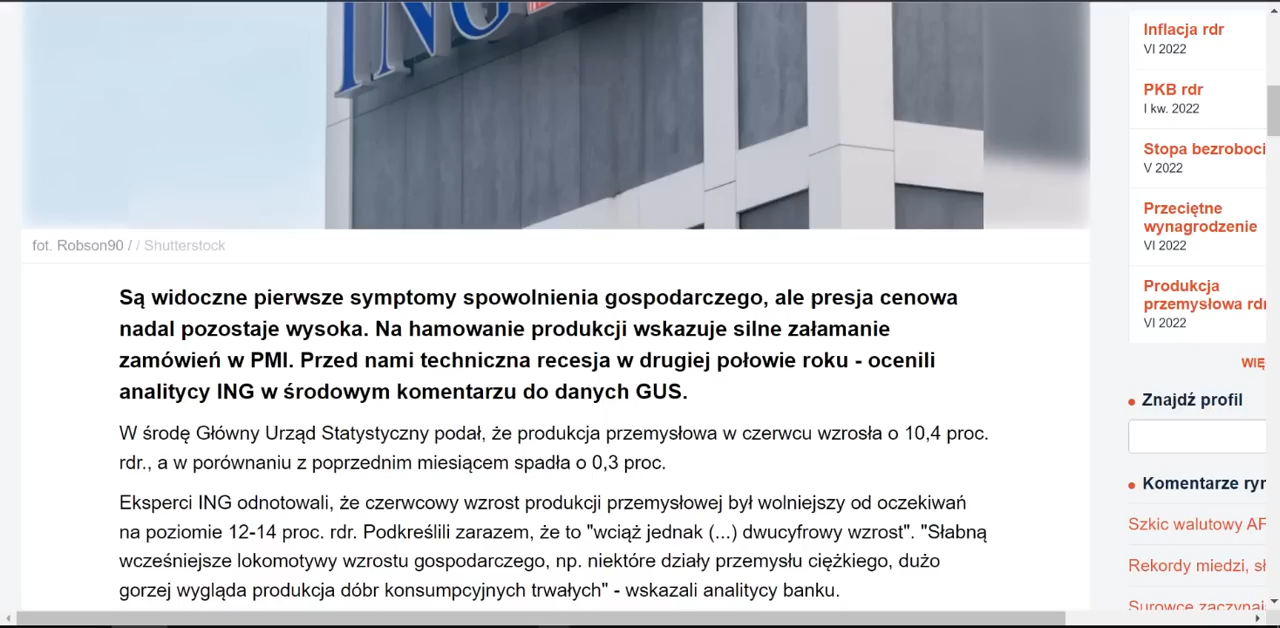 ING
fot. Robson90 / / Shutterstock
Są widoczne pierwsze symptomy spowolnienia gospodarczego, ale presja cenowa
nadal pozostaje wysoka. Na hamowanie produkcji wskazuje silne załamanie
zamówień w PMI. Przed nami techniczna recesja w drugiej połowie roku - ocenili
analitycy ING w środowym komentarzu do danych GUS.
W środę Główny Urząd Statystyczny podał, że produkcja przemysłowa w czerwcu wzrosła o 10,4 proc.
rdr., a w porównaniu z poprzednim miesiącem spadła o 0,3 proc.
Eksperci ING odnotowali, że czerwcowy wzrost produkcji przemysłowej był wolniejszy od oczekiwań
na poziomie 12-14 proc. rdr. Podkreślili zarazem, że to "wciąż jednak (...) dwucyfrowy wzrost". "Słabną
wcześniejsze lokomotywy wzrostu gospodarczego, np. niektóre działy przemysłu ciężkiego, dużo
gorzej wygląda produkcja dóbr konsumpcyjnych trwałych" - wskazali analitycy banku.
Inflacja rdr
VI 2022
PKB rdr
I kw. 2022
Stopa bezroboci
V 2022
Przeciętne
wynagrodzenie
VI 2022
Produkcja
przemysłowa rdr
VI 2022
WIĘ
Znajdź profil
Komentarze ryn
Szkic walutowy AF
Rekordy miedzi, sł
Surowce zaczynaj